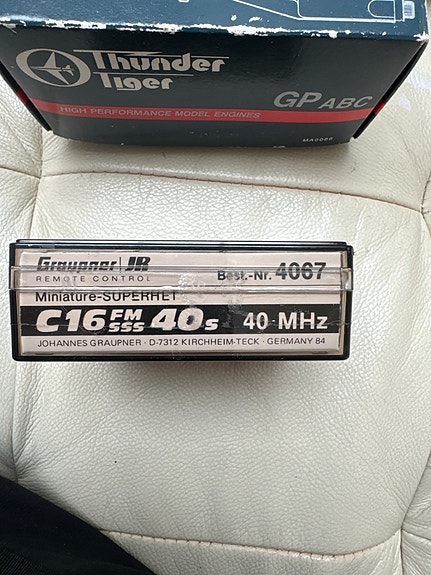 Thunder
Tiger
GP ABC
HIGH PERFORMANCE MODEL ENGINES
MA0066
Graupner JR
REMOTE CONTROL
Best.-Nr. 4067
Miniature-SUPERHET
C16 FM SSS 40s 40·MHz
JOHANNES GRAUPNER · D-7312 KIRCHHEIM-TECK · GERMANY 84